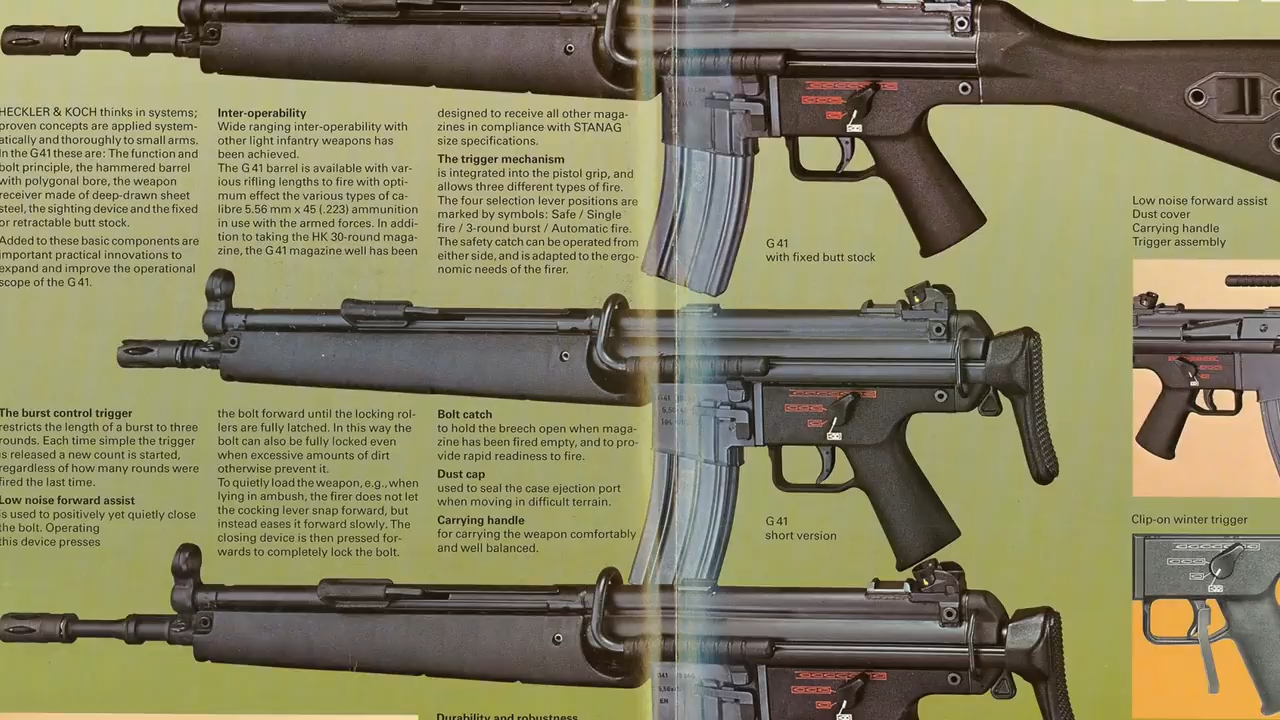 HECKLER & KOCH thinks in systems;
proven concepts are applied system-
atically and thoroughly to small arms.
In the G41 these are: The function and
bolt principle, the hammered barrel
with polygonal bore, the weapon
receiver made of deep-drawn sheet
steel, the sighting device and the fixed
or retractable butt stock.
Added to these basic components are
important practical innovations to
expand and improve the operational
scope of the G41.
Inter-operability
Wide ranging inter-operability with
other light infantry weapons has
been achieved.
The G41 barrel is available with var-
ious rifling lengths to fire with opti-
mum effect the various types of ca-
libre 5.56 mm x 45 (.223) ammunition
in use with the armed forces. In addi-
tion to taking the HK 30-round maga-
zine, the G41 magazine well has been
designed to receive all other maga-
zines in compliance with STANAG
size specifications.
The trigger mechanism
is integrated into the pistol grip, and
allows three different types of fire.
The four selection lever positions are
marked by symbols: Safe / Single
fire / 3-round burst / Automatic fire.
The safety catch can be operated from
either side, and is adapted to the ergo-
nomic needs of the firer.
G41
with fixed butt stock
Low noise forward assist
Dust cover
Carrying handle
Trigger assembly
The burst control trigger
restricts the length of a burst to three
rounds. Each time simple the trigger
is released a new count is started,
regardless of how many rounds were
fired the last time.
Low noise forward assist
is used to positively yet quietly close
the bolt. Operating
this device presses
the bolt forward until the locking rol-
lers are fully latched. In this way the
bolt can also be fully locked even
when excessive amounts of dirt
otherwise prevent it.
To quietly load the weapon, e.g., when
lying in ambush, the firer does not let
the cocking lever snap forward, but
instead eases it forward slowly. The
closing device is then pressed for-
wards to completely lock the bolt.
Bolt catch
to hold the breech open when maga-
zine has been fired empty, and to pro-
vide rapid readiness to fire.
Dust cap
used to seal the case ejection port
when moving in difficult terrain.
Carrying handle
for carrying the weapon comfortably
and well balanced.
G41
short version
Clip-on winter trigger
Durability and robustness